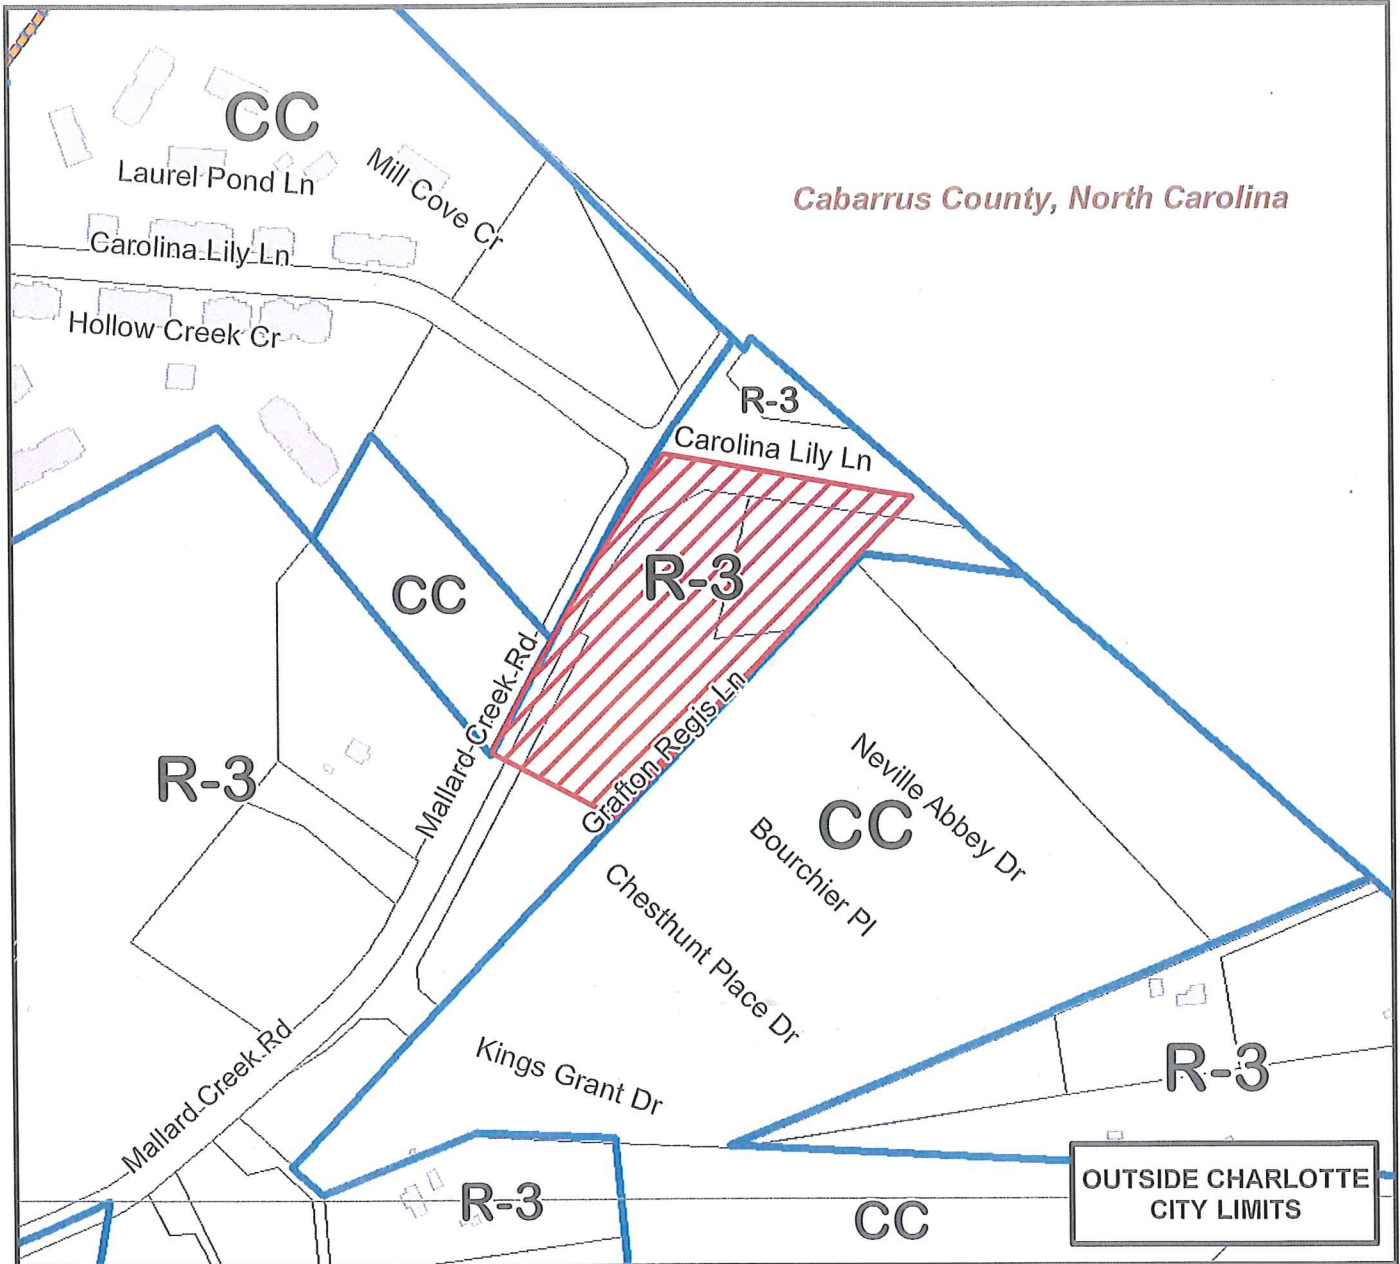 CC
Laurel Pond Ln
Mill Cove Cr
Cabarrus County, North Carolina
Carolina Lily Ln
Hollow Creek Cr
R-3
Carolina Lily Ln
R-3
CC
Mallard Creek Rd
Grafton Regis Ln
R-3
Neville Abbey Dr
CC
Bourchier Pl
Chesthunt Place Dr
Mallard Creek Rd
Kings Grant Dr
R-3
R-3
CC
OUTSIDE CHARLOTTE
CITY LIMITS